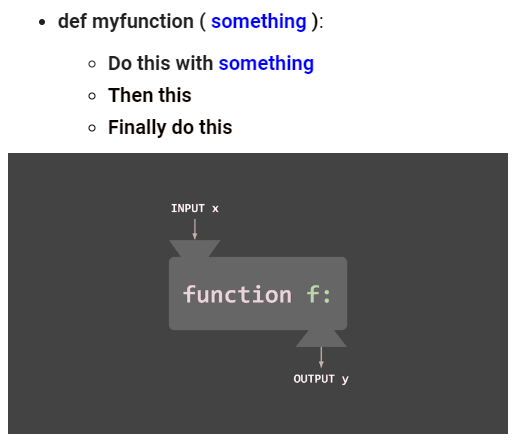 def myfunction ( something ):
Do this with something
Then this
Finally do this
INPUT x
function f:
OUTPUT y